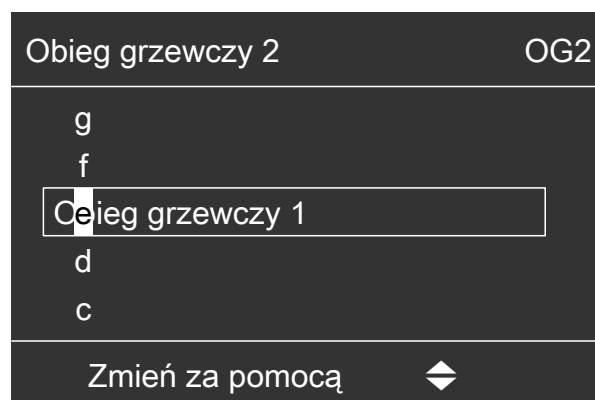 Obieg grzewczy 2 OG2
g
f
Oeieg grzewczy 1
d
c
Zmień za pomocą